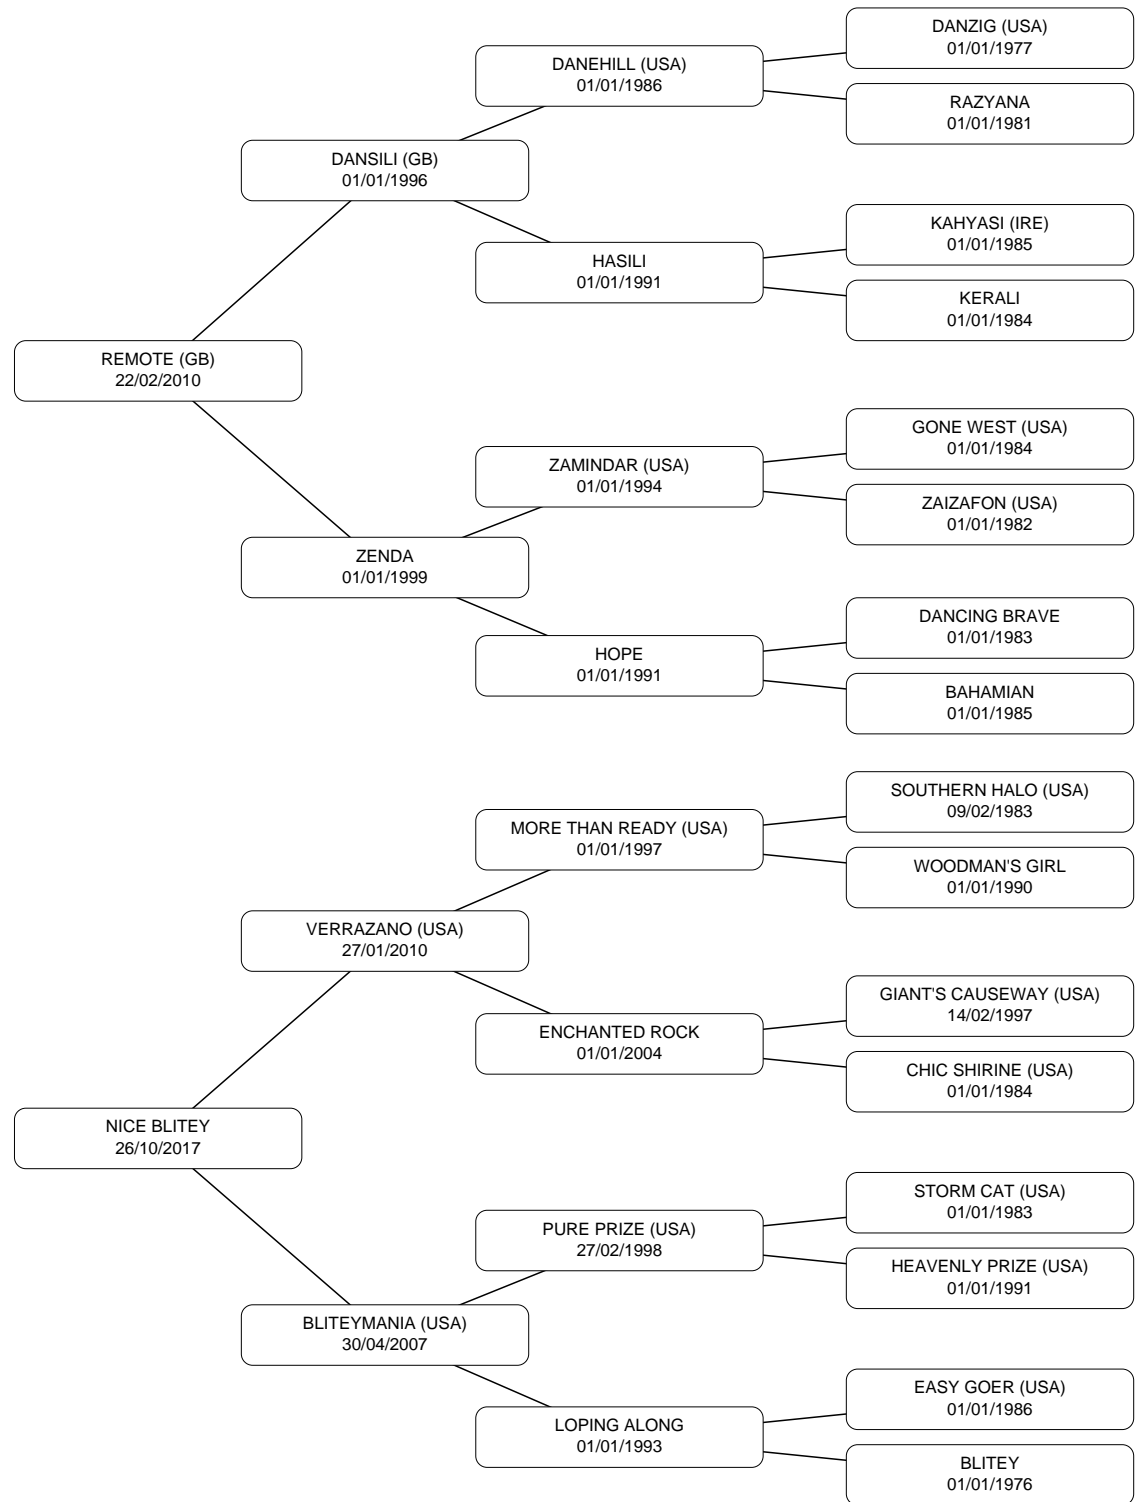 DANZIG (USA)
01/01/1977
DANEHILL (USA)
01/01/1986
RAZYANA
01/01/1981
DANSILI (GB)
01/01/1996
KAHYASI (IRE)
01/01/1985
HASILI
01/01/1991
KERALI
01/01/1984
REMOTE (GB)
22/02/2010
GONE WEST (USA)
01/01/1984
ZAMINDAR (USA)
01/01/1994
ZAIZAFON (USA)
01/01/1982
ZENDA
01/01/1999
DANCING BRAVE
01/01/1983
HOPE
01/01/1991
BAHAMIAN
01/01/1985
SOUTHERN HALO (USA)
09/02/1983
MORE THAN READY (USA)
01/01/1997
WOODMAN'S GIRL
01/01/1990
VERRAZANO (USA)
27/01/2010
GIANT'S CAUSEWAY (USA)
14/02/1997
ENCHANTED ROCK
01/01/2004
CHIC SHIRINE (USA)
01/01/1984
NICE BLITEY
26/10/2017
STORM CAT (USA)
01/01/1983
PURE PRIZE (USA)
27/02/1998
HEAVENLY PRIZE (USA)
01/01/1991
BLITEYMANIA (USA)
30/04/2007
EASY GOER (USA)
01/01/1986
LOPING ALONG
01/01/1993
BLITEY
01/01/1976